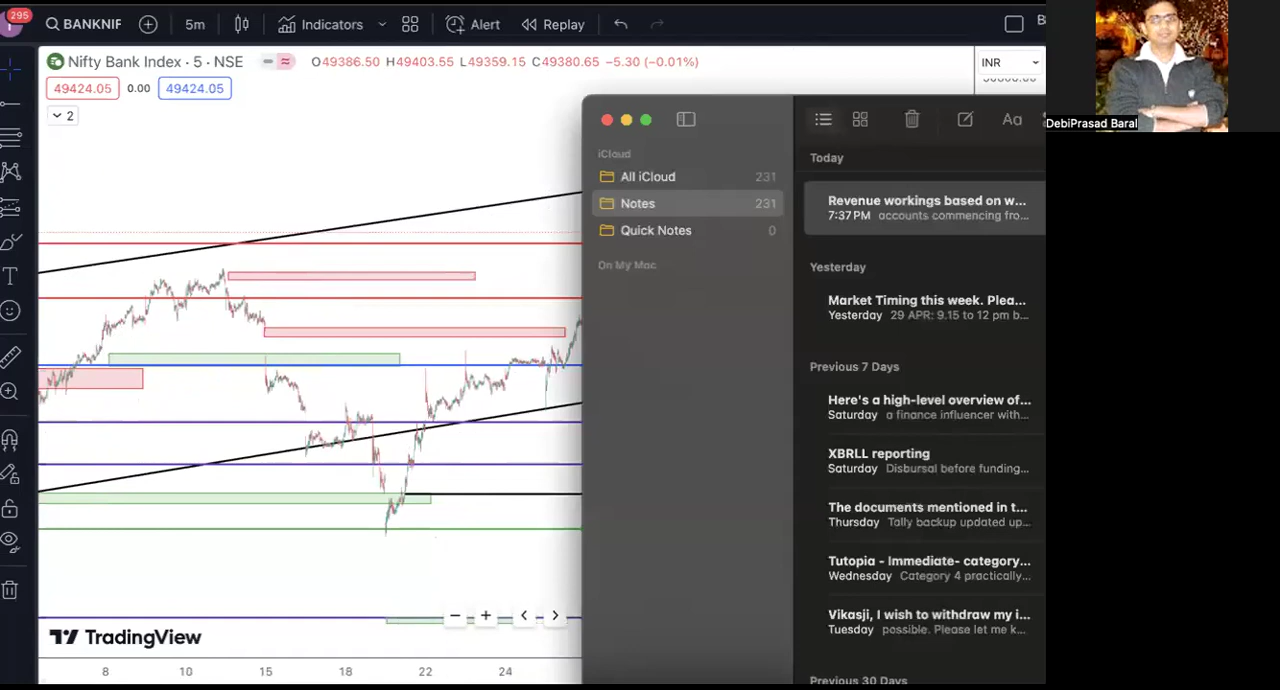 295
BANKNIF
5m
Indicators
Alert
Replay
Nifty Bank Index · 5 · NSE
O49386.50 H49403.55 L49359.15 C49380.65 −5.30 (−0.01%)
INR
49424.05 0.00 49424.05
2
DebiPrasad Baral
iCloud
All iCloud 231
Notes 231
Quick Notes 0
On My Mac
Aa
Today
Revenue workings based on w...
7:37 PM accounts commencing fro...
Yesterday
Market Timing this week. Plea...
Yesterday 29 APR: 9.15 to 12 pm b...
Previous 7 Days
Here's a high-level overview of...
Saturday a finance influencer with...
XBRLL reporting
Saturday Disbursal before funding...
The documents mentioned in t...
Thursday Tally backup updated up...
Tutopia - Immediate- category...
Wednesday Category 4 practically...
Vikasji, I wish to withdraw my i...
Tuesday possible. Please let me k...
Previous 30 Days
TradingView
8 10 15 18 22 24